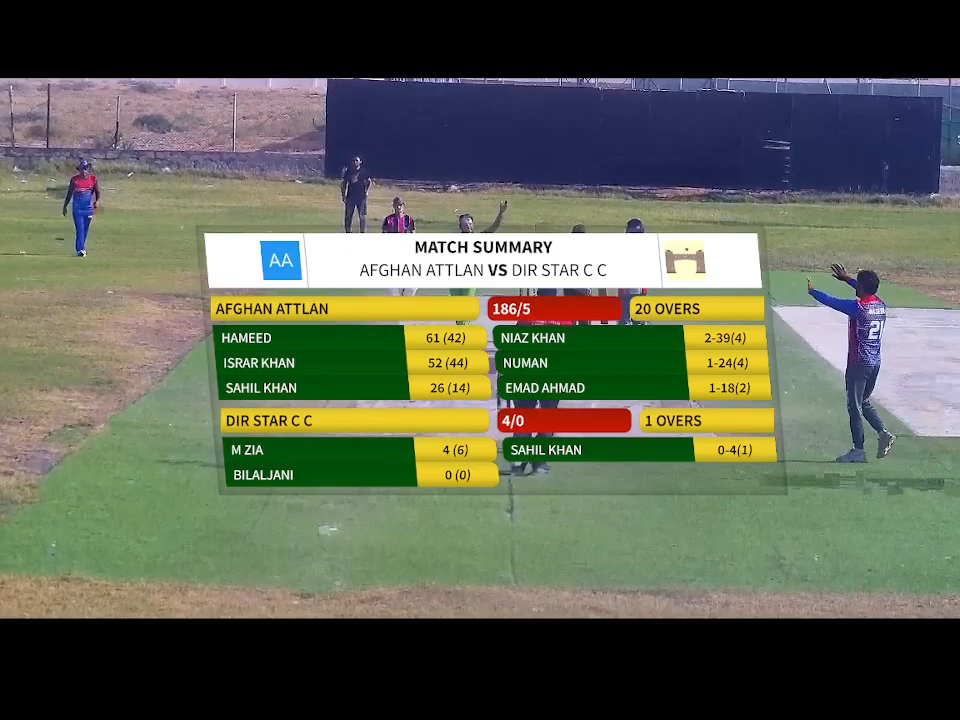 AA
MATCH SUMMARY
AFGHAN ATTLAN VS DIR STAR C C
AFGHAN ATTLAN 186/5 20 OVERS
HAMEED 61 (42) NIAZ KHAN 2-39(4)
ISRAR KHAN 52 (44) NUMAN 1-24(4)
SAHIL KHAN 26 (14) EMAD AHMAD 1-18(2)
DIR STAR C C 4/0 1 OVERS
M ZIA 4 (6) SAHIL KHAN 0-4(1)
BILALJANI 0 (0)